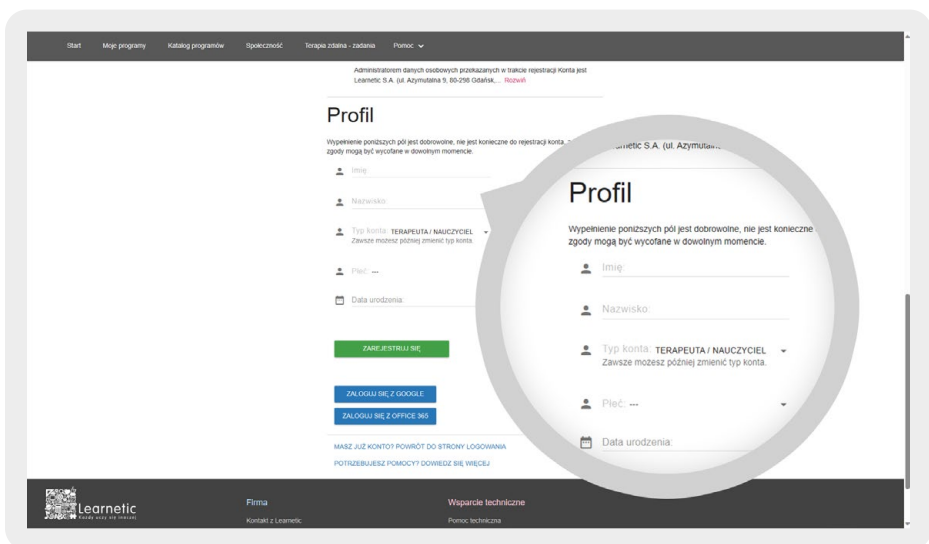 Start Moje programy Katalog programów Społeczność Terapia zdalna - zadania Pomoc
Administratorem danych osobowych przekazanych w trakcie rejestracji Konta jest
Learnetic S.A. (ul. Azymutalna 9, 80-298 Gdańsk,... Rozwiń
Profil
Wypełnienie poniższych pól jest dobrowolne, nie jest konieczne do rejestracji konta,
zgody mogą być wycofane w dowolnym momencie.
Imię:
Nazwisko:
Typ konta: TERAPEUTA / NAUCZYCIEL
Zawsze możesz później zmienić typ konta.
Płeć: ---
Data urodzenia:
ZAREJESTRUJ SIĘ
ZALOGUJ SIĘ Z GOOGLE
ZALOGUJ SIĘ Z OFFICE 365
MASZ JUŻ KONTO? POWRÓT DO STRONY LOGOWANIA
POTRZEBUJESZ POMOCY? DOWIEDZ SIĘ WIĘCEJ
S.A. (ul.
Profil
Wypełnienie poniższych pól jest dobrowolne, nie jest konieczne
zgody mogą być wycofane w dowolnym momencie.
Imię:
Nazwisko:
Typ konta: TERAPEUTA / NAUCZYCIEL
Zawsze możesz później zmienić typ konta.
Płeć: ---
Data urodzenia:
Learnetic
Każdy uczy się inaczej
Firma
Kontakt z Learnetic
Wsparcie techniczne
Pomoc techniczna